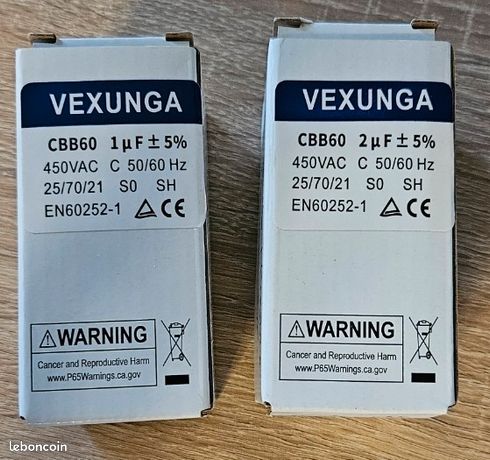 VEXUNGA
CBB60 1μF±5%
450VAC C 50/60 Hz
25/70/21 S0 SH
EN60252-1 CE
⚠WARNING
Cancer and Reproductive Harm
www.P65Warnings.ca.gov
VEXUNGA
CBB60 2μF±5%
450VAC C 50/60 Hz
25/70/21 S0 SH
EN60252-1 CE
⚠WARNING
Cancer and Reproductive Harm
www.P65Warnings.ca.gov
leboncoin